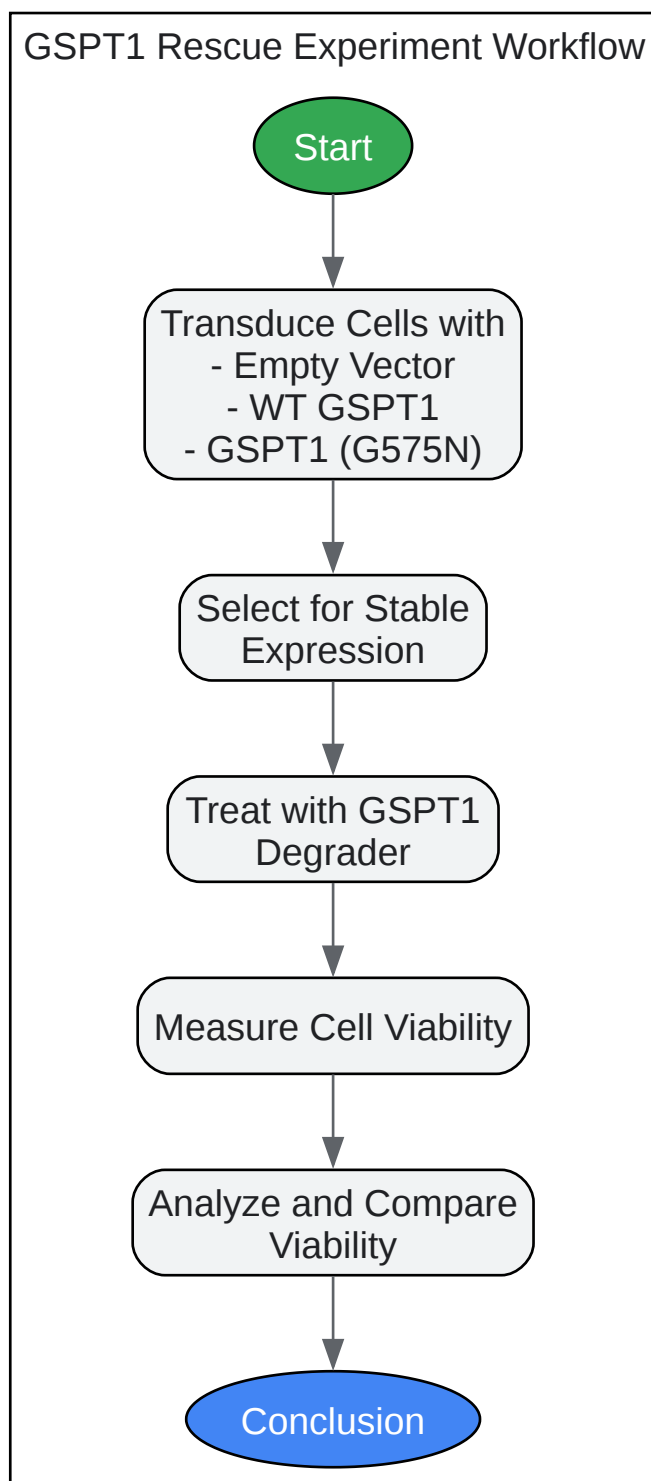 GSPT1 Rescue Experiment Workflow
Start
Transduce Cells with
- Empty Vector
- WT GSPT1
- GSPT1 (G575N)
Select for Stable
Expression
Treat with GSPT1
Degrader
Measure Cell Viability
Analyze and Compare
Viability
Conclusion